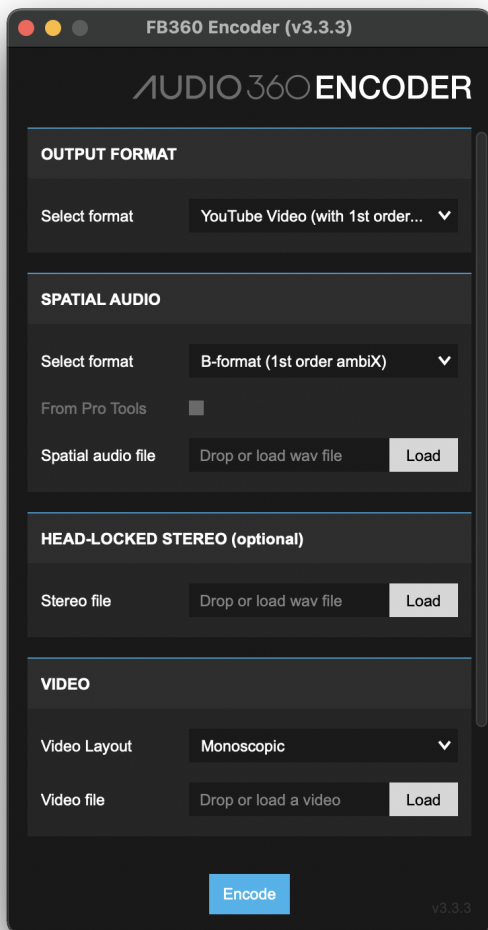 FB360 Encoder (v3.3.3)
AUDIO 360 ENCODER
OUTPUT FORMAT
Select format YouTube Video (with 1st order...
SPATIAL AUDIO
Select format B-format (1st order ambiX)
From Pro Tools
Spatial audio file Drop or load wav file Load
HEAD-LOCKED STEREO (optional)
Stereo file Drop or load wav file Load
VIDEO
Video Layout Monoscopic
Video file Drop or load a video Load
Encode
v3.3.3